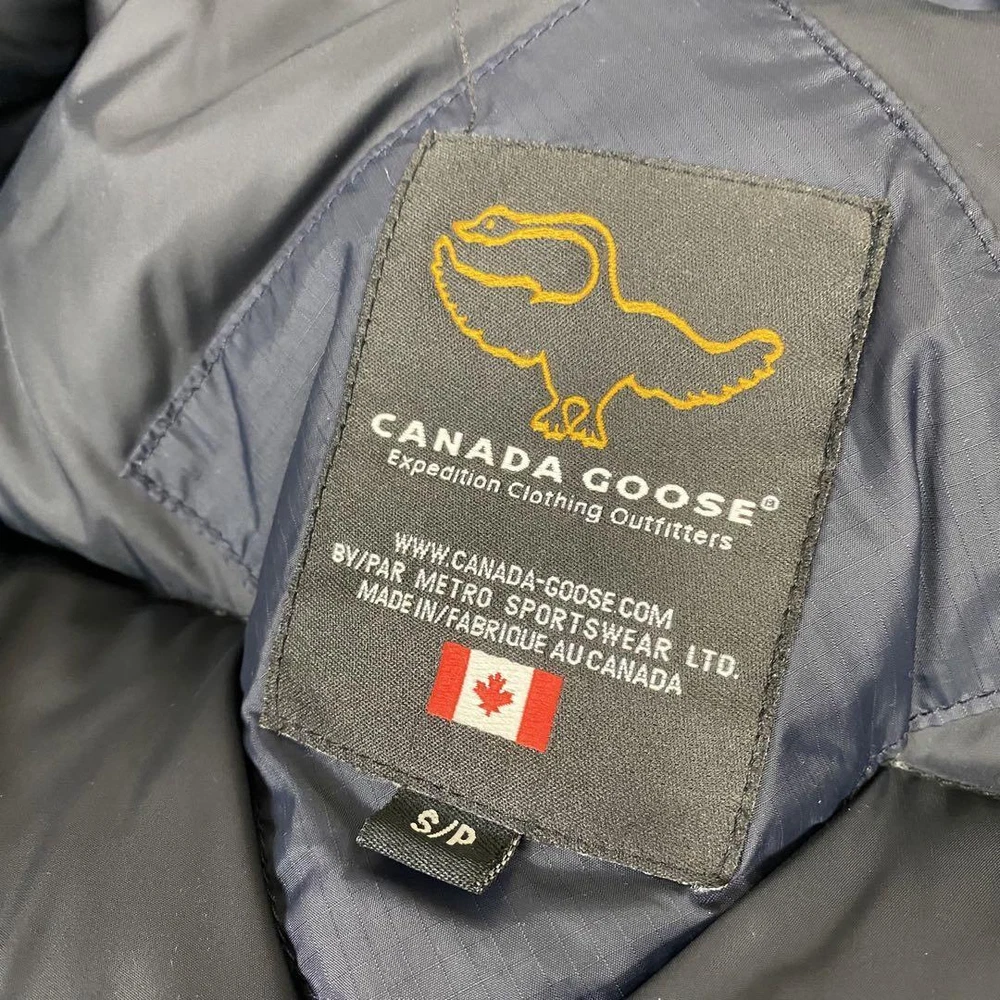 CANADA GOOSE®
Expedition Clothing Outfitters
WWW.CANADA-GOOSE.COM
BY/PAR METRO SPORTSWEAR LTD.
MADE IN/FABRIQUE AU CANADA
S/P